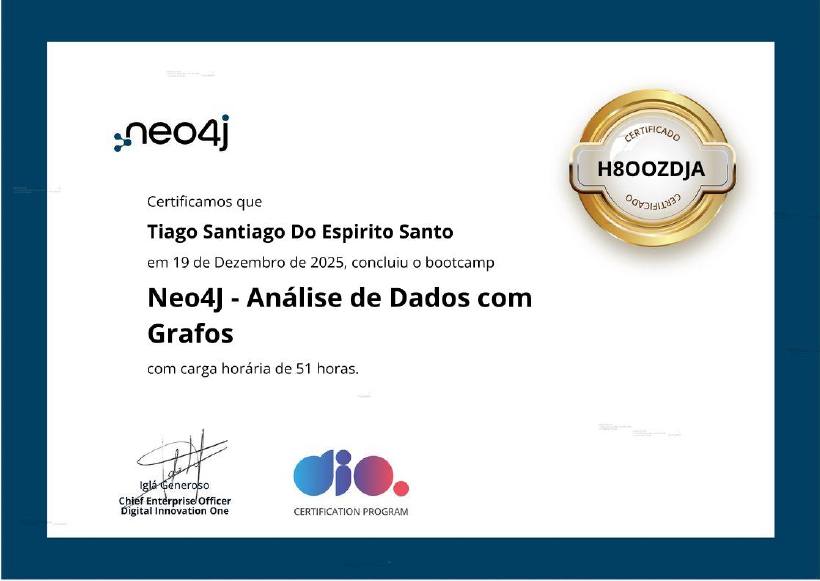 neo4j
CERTIFICADO
H8OOZDJA
CERTIFICADO
Certificamos que
Tiago Santiago Do Espirito Santo
em 19 de Dezembro de 2025, concluiu o bootcamp
Neo4J - Análise de Dados com
Grafos
com carga horária de 51 horas.
Iglá Generoso
Chief Enterprise Officer
Digital Innovation One
dio.
CERTIFICATION PROGRAM